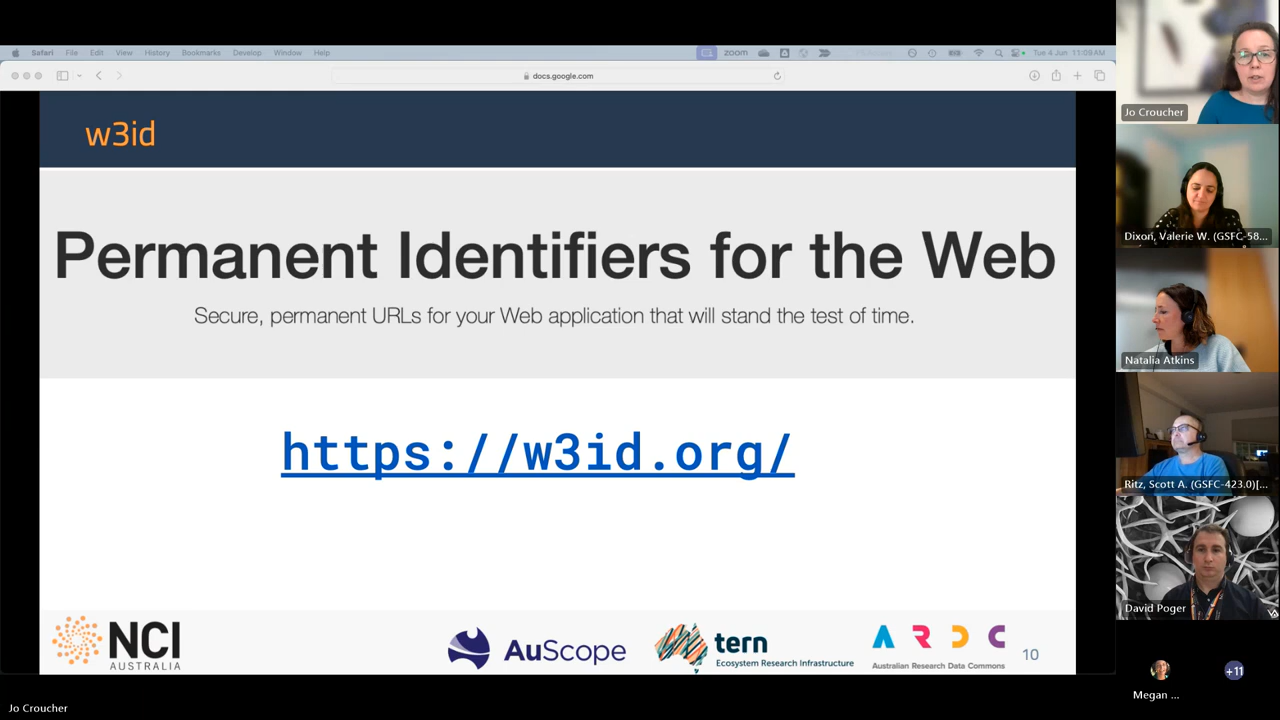 Safari File Edit View History Bookmarks Develop Window Help
zoom
Tue 4 Jun 11:09AM
docs.google.com
w3id
Permanent Identifiers for the Web
Secure, permanent URLs for your Web application that will stand the test of time.
https://w3id.org/
NCI
AUSTRALIA
AuScope
tern
Ecosystem Research Infrastructure
ARDC
Australian Research Data Commons
10
Jo Croucher
Jo Croucher
Dixon, Valerie W. (GSFC-58...
Natalia Atkins
Ritz, Scott A. (GSFC-423.0)[...
David Poger
Megan ...
+11